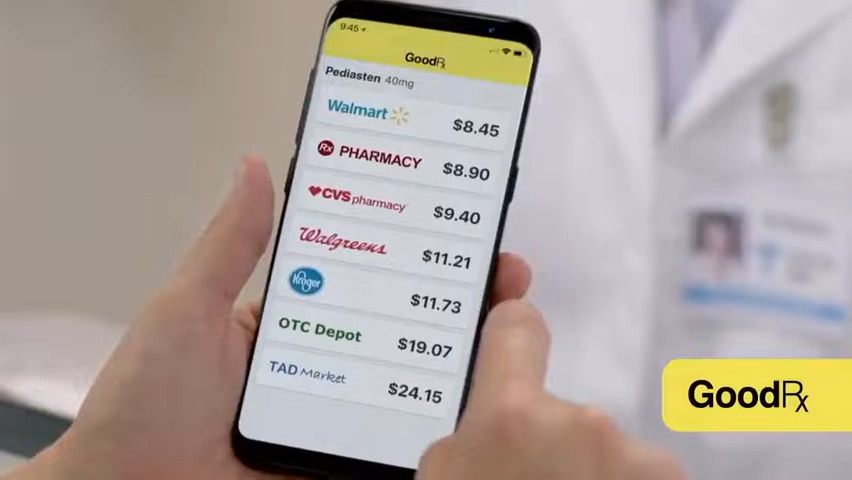 9:45
GoodRx
Pediasten 40mg
Walmart $8.45
Rx PHARMACY $8.90
CVS pharmacy $9.40
Walgreens $11.21
Kroger $11.73
OTC Depot $19.07
TAD Market $24.15
GoodRx